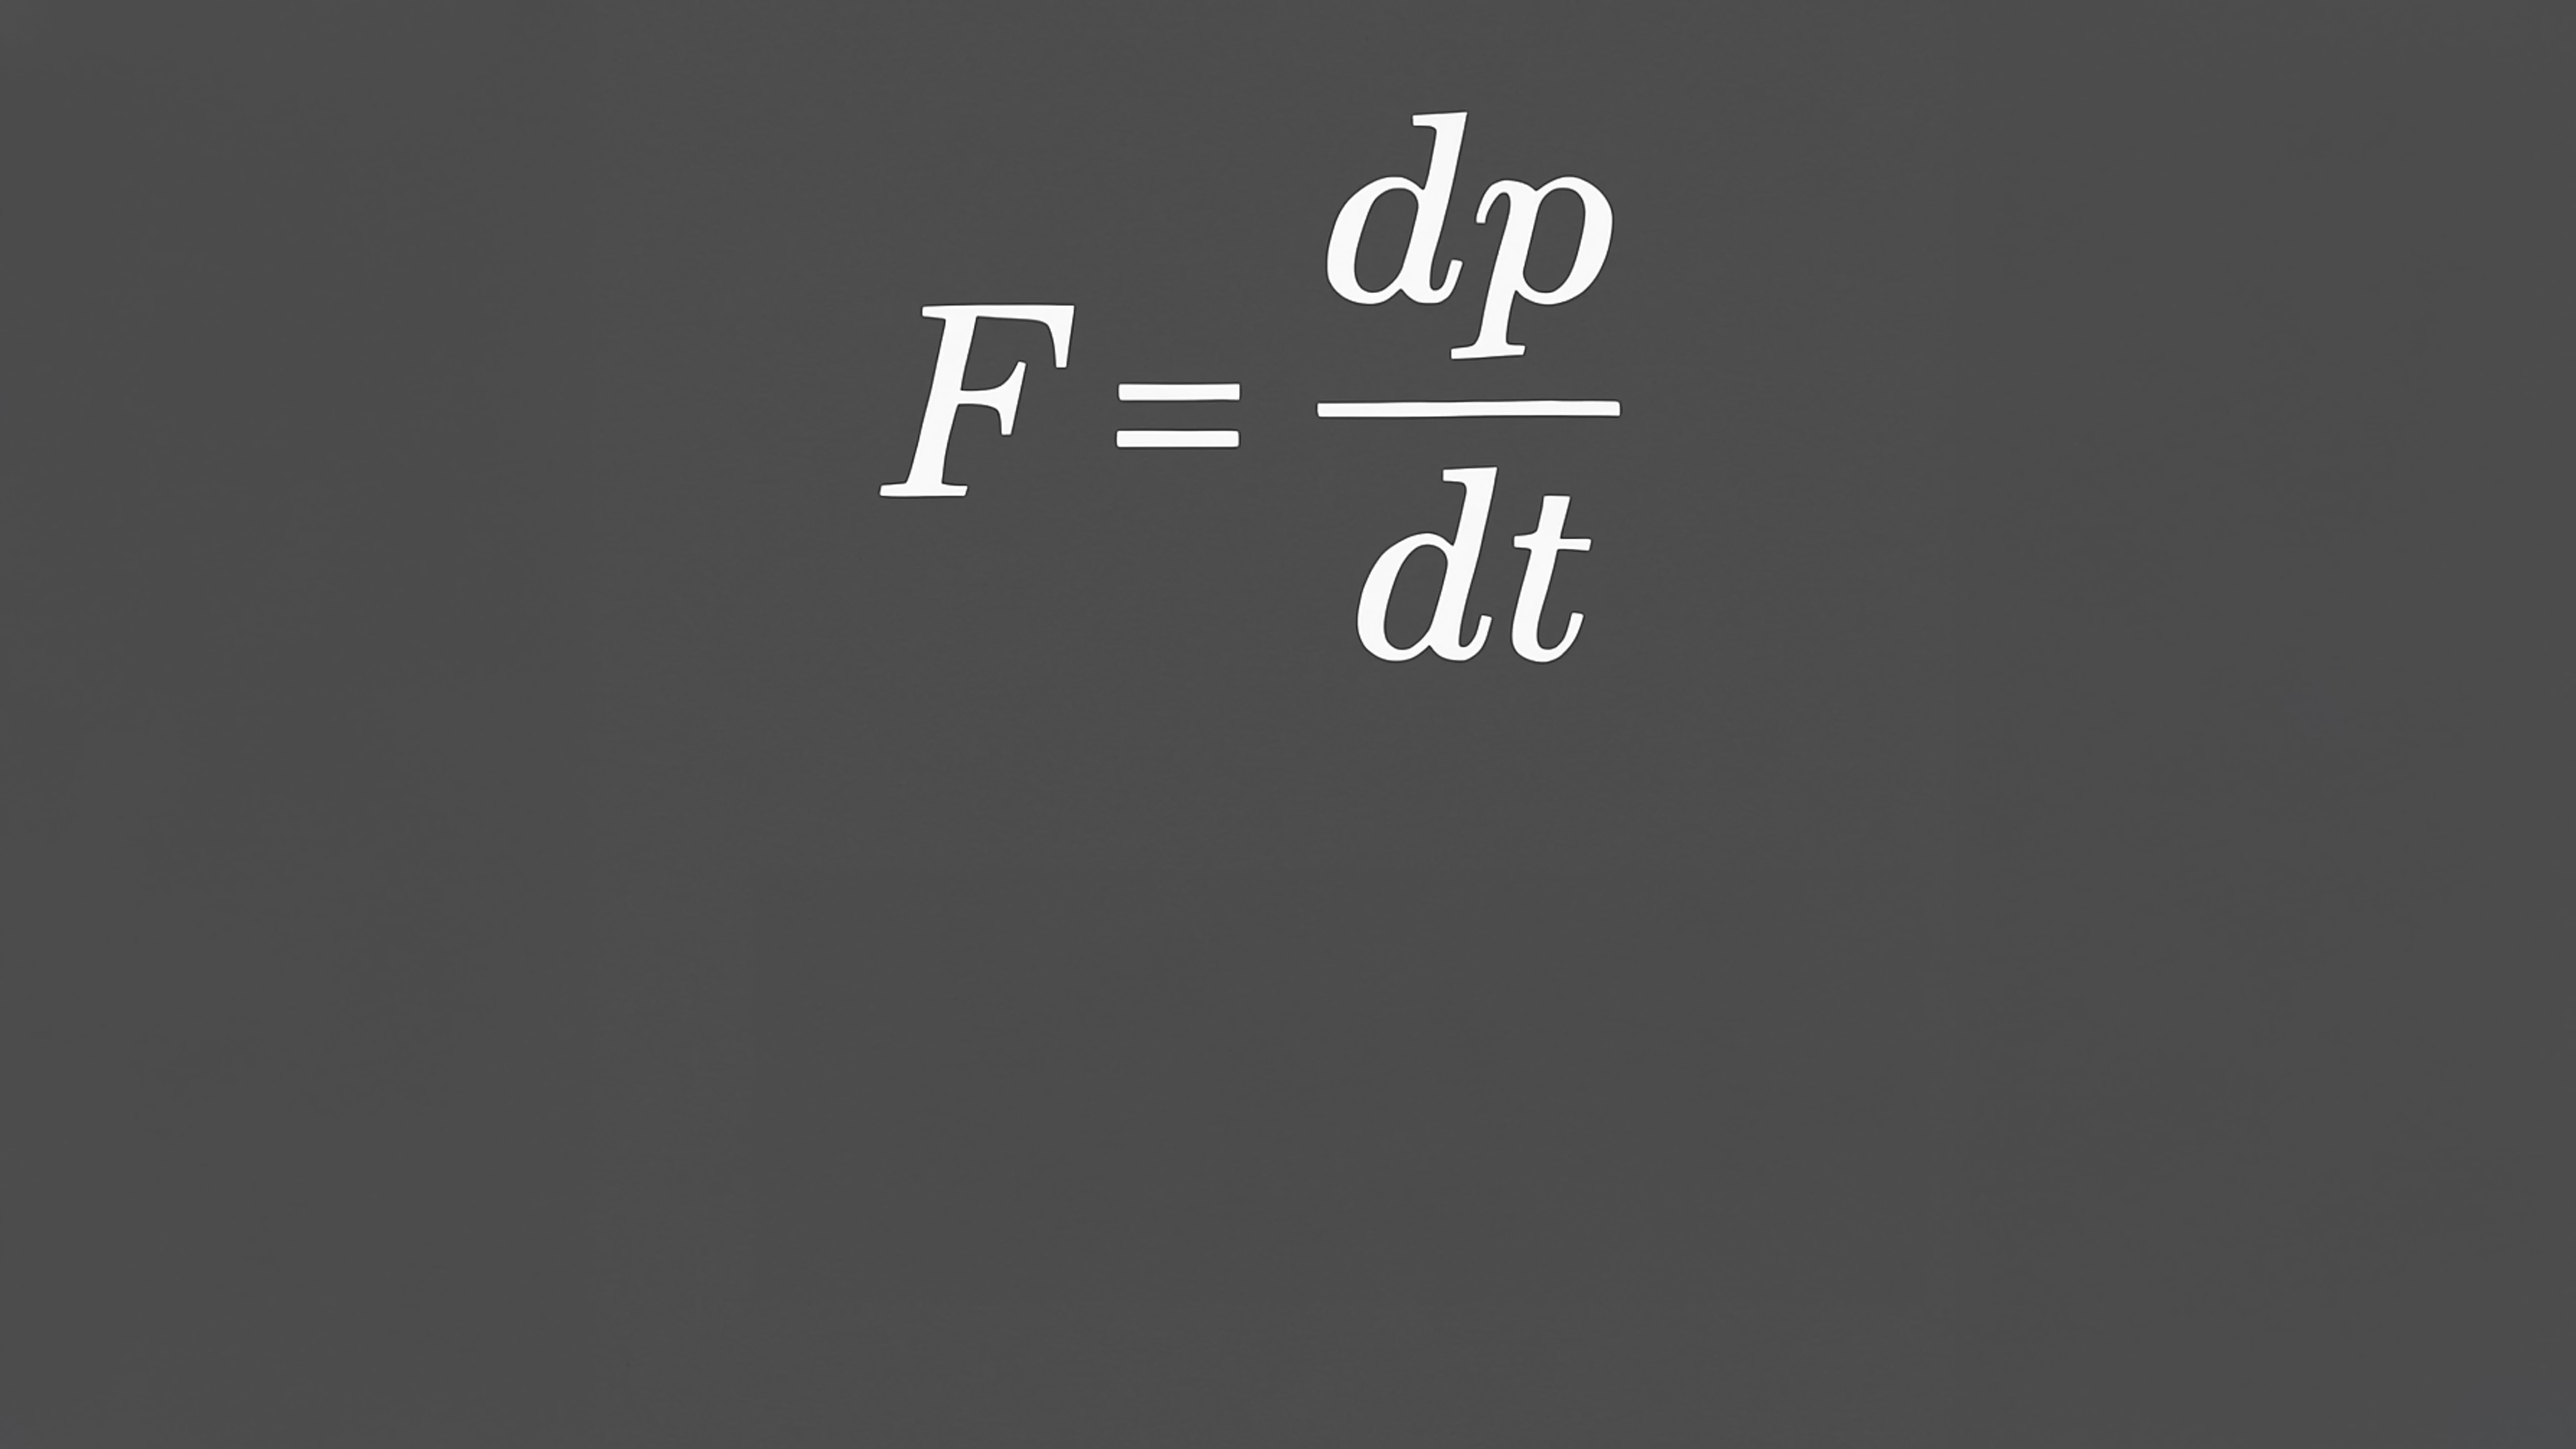 F = dp/dt